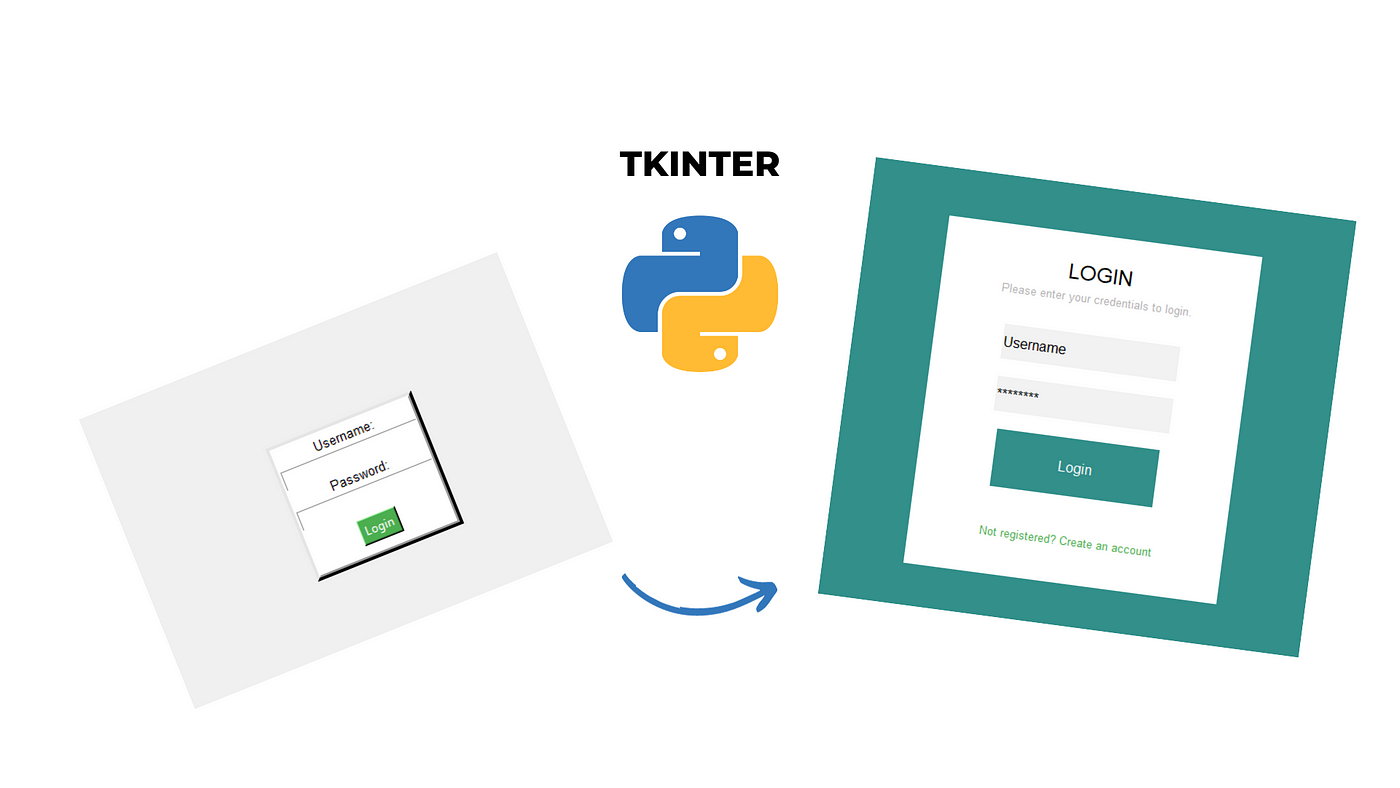 TKINTER
Username:
Password:
Login
LOGIN
Please enter your credentials to login.
Username
********
Login
Not registered? Create an account